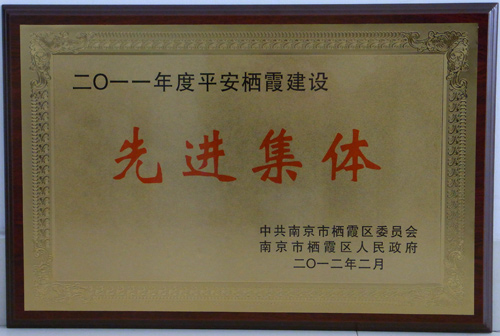 二〇一一年度平安栖霞建设
先进集体
中共南京市栖霞区委员会
南京市栖霞区人民政府
二〇一二年二月